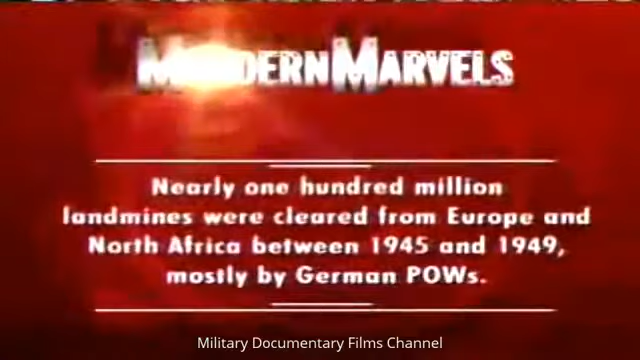 MODERN MARVELS
Nearly one hundred million
landmines were cleared from Europe and
North Africa between 1945 and 1949,
mostly by German POWs.
Military Documentary Films Channel